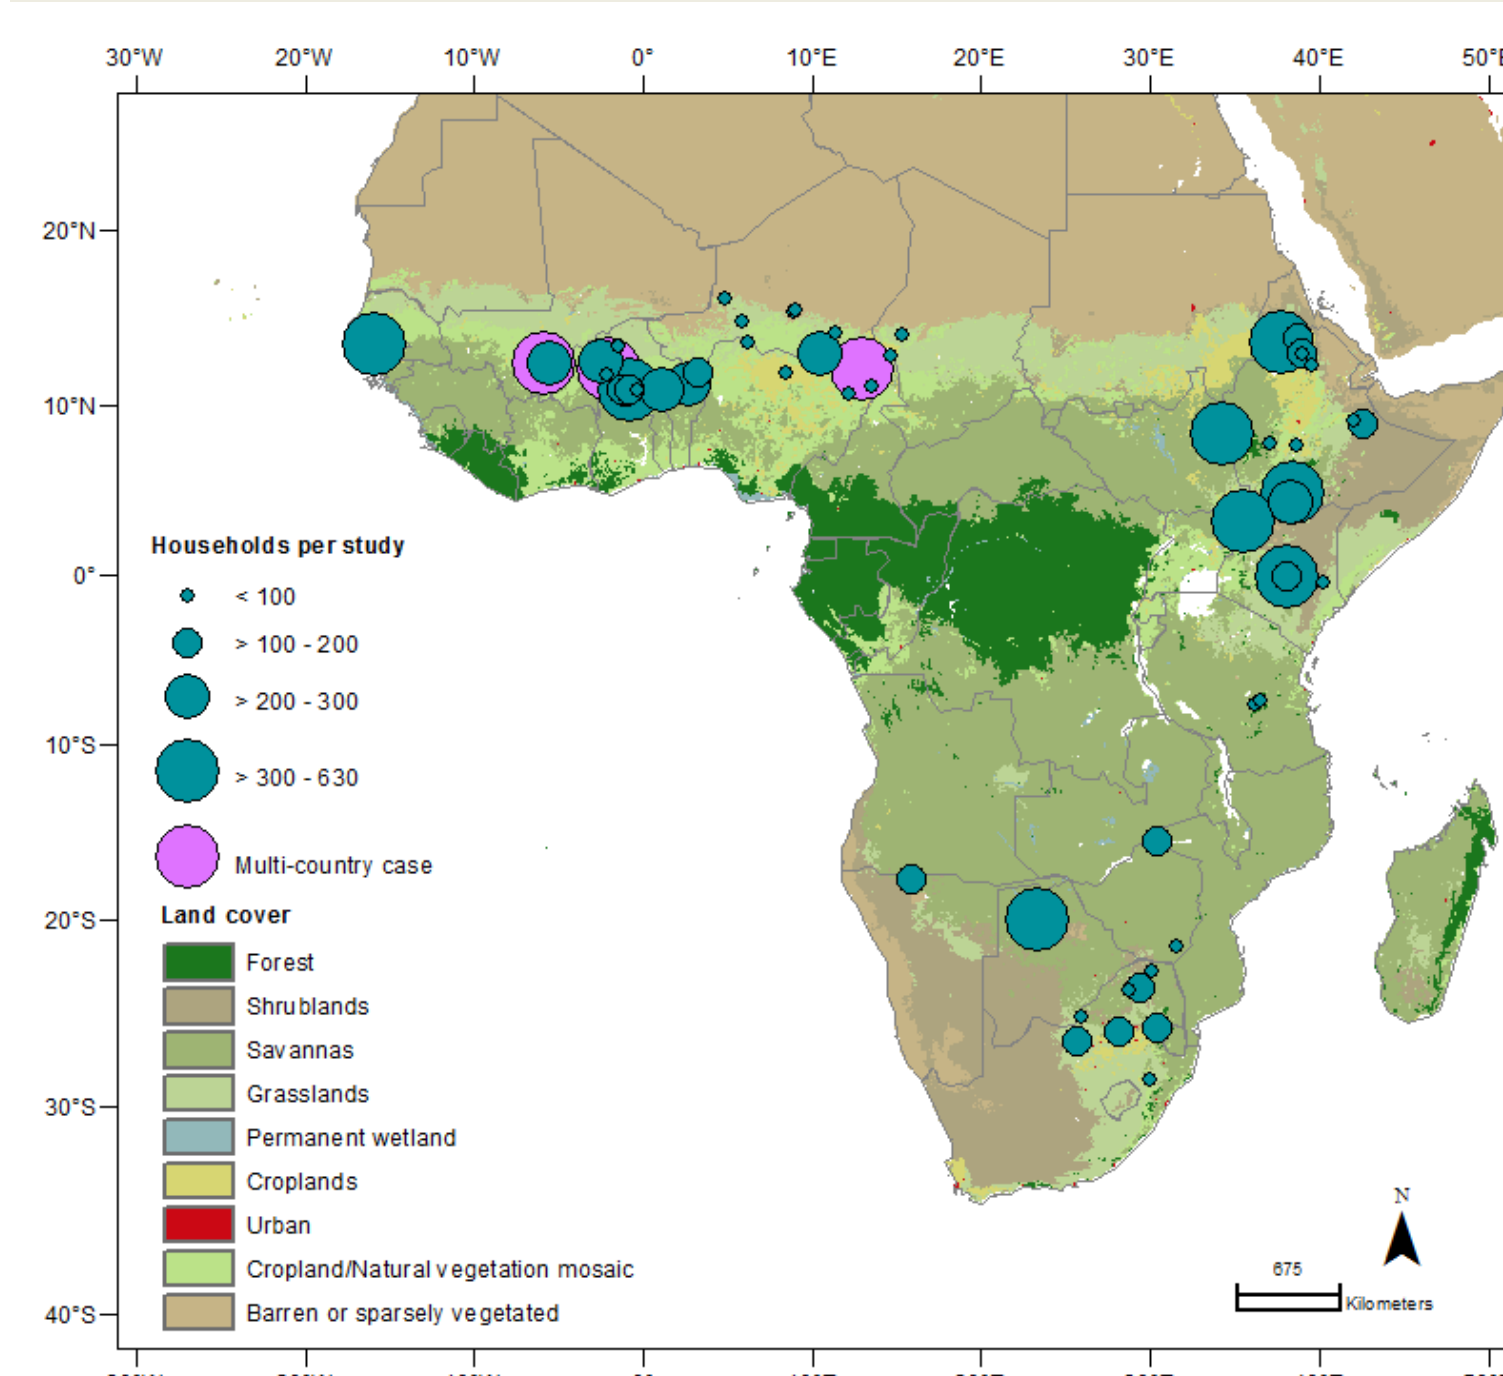 30°W 20°W 10°W 0° 10°E 20°E 30°E 40°E 50°E
20°N
10°N
0°
10°S
20°S
30°S
40°S
Households per study
< 100
> 100 - 200
> 200 - 300
> 300 - 630
Multi-country case
Land cover
Forest
Shrublands
Savannas
Grasslands
Permanent wetland
Croplands
Urban
Cropland/Natural vegetation mosaic
Barren or sparsely vegetated
N
675
Kilometers